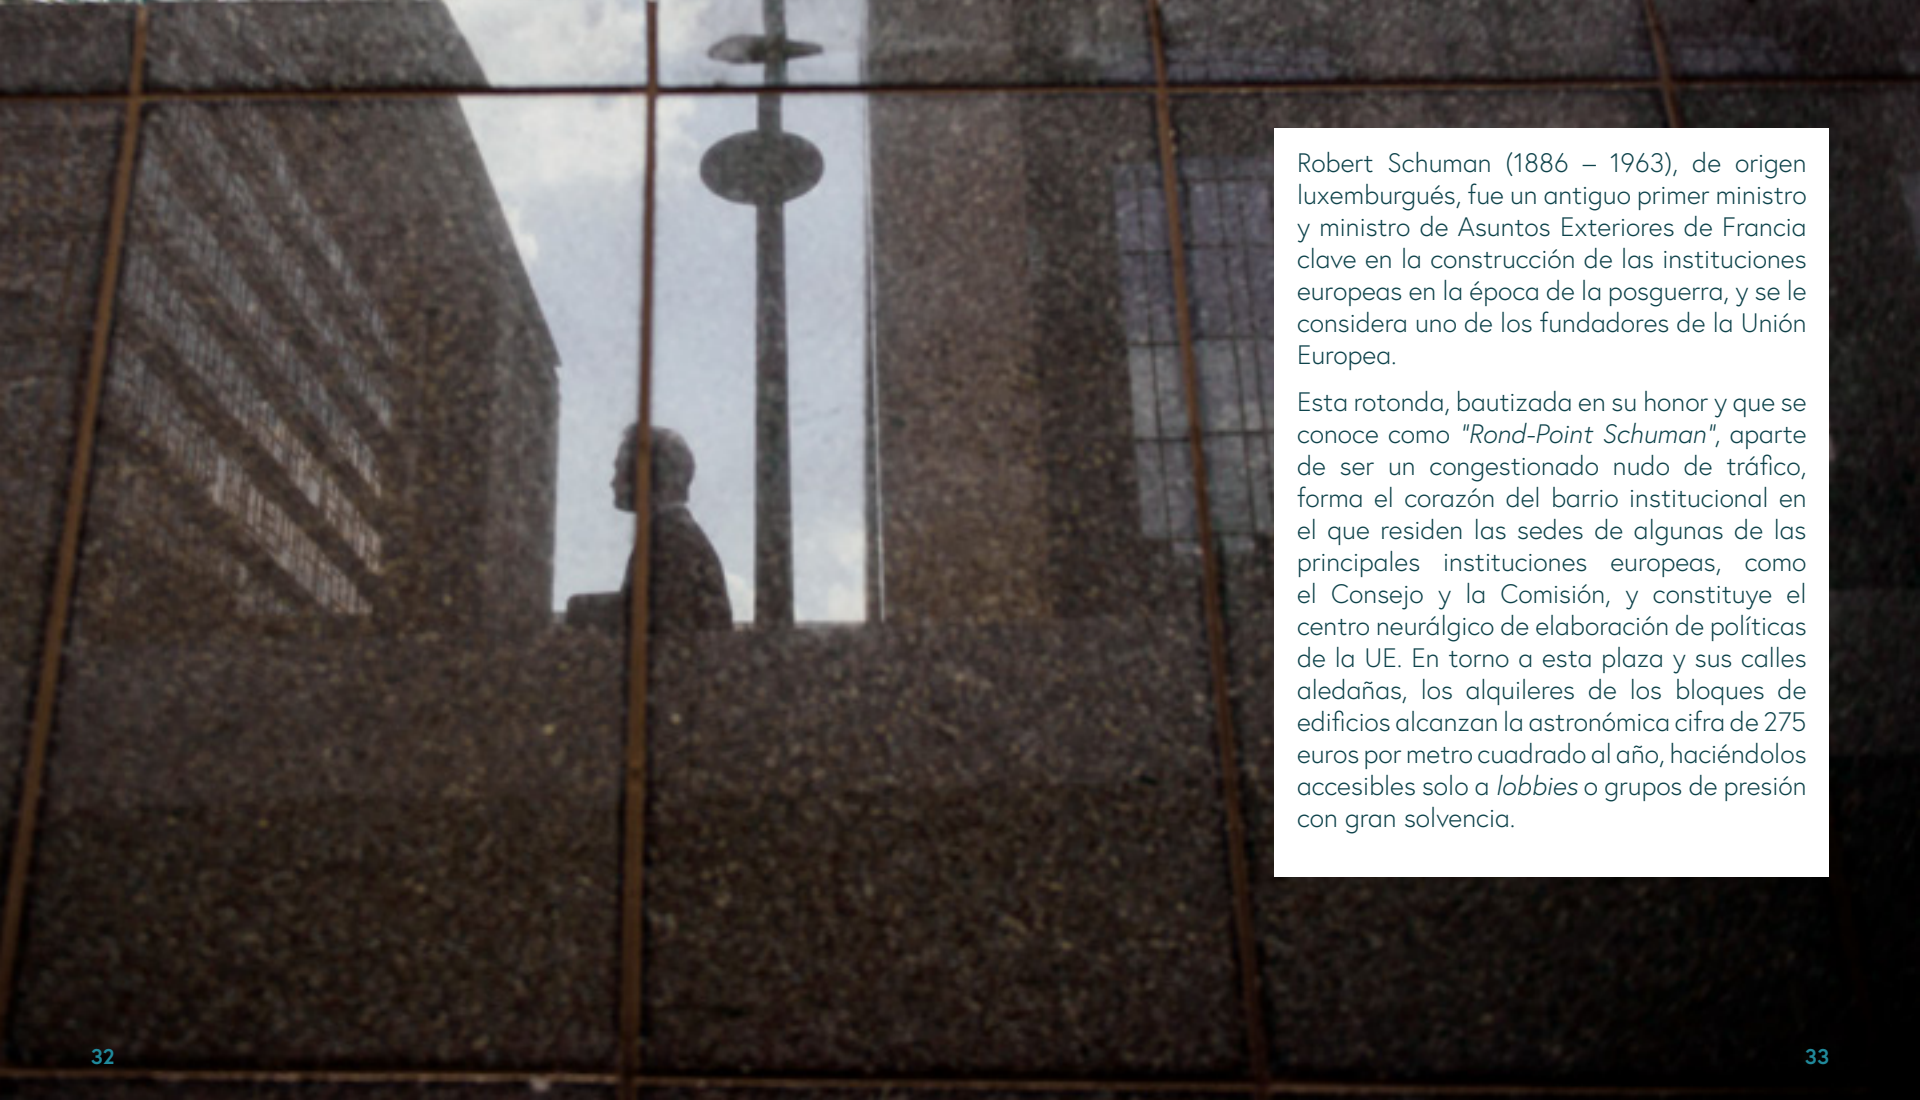 Robert Schuman (1886 – 1963), de origen
luxemburgués, fue un antiguo primer ministro
y ministro de Asuntos Exteriores de Francia
clave en la construcción de las instituciones
europeas en la época de la posguerra, y se le
considera uno de los fundadores de la Unión
Europea.
Esta rotonda, bautizada en su honor y que se
conoce como "Rond-Point Schuman", aparte
de ser un congestionado nudo de tráfico,
forma el corazón del barrio institucional en
el que residen las sedes de algunas de las
principales instituciones europeas, como
el Consejo y la Comisión, y constituye el
centro neurálgico de elaboración de políticas
de la UE. En torno a esta plaza y sus calles
aledañas, los alquileres de los bloques de
edificios alcanzan la astronómica cifra de 275
euros por metro cuadrado al año, haciéndolos
accesibles solo a lobbies o grupos de presión
con gran solvencia.
32
33